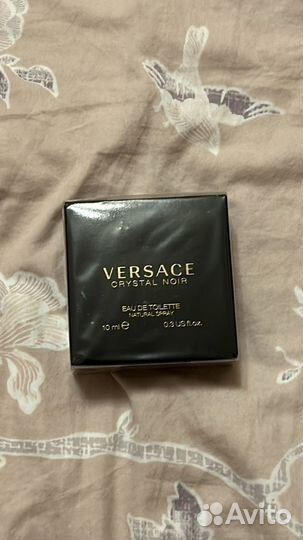 VERSACE
CRYSTAL NOIR
EAU DE TOILETTE
NATURAL SPRAY
10 ml e 0.3 US fl.oz.
Avito